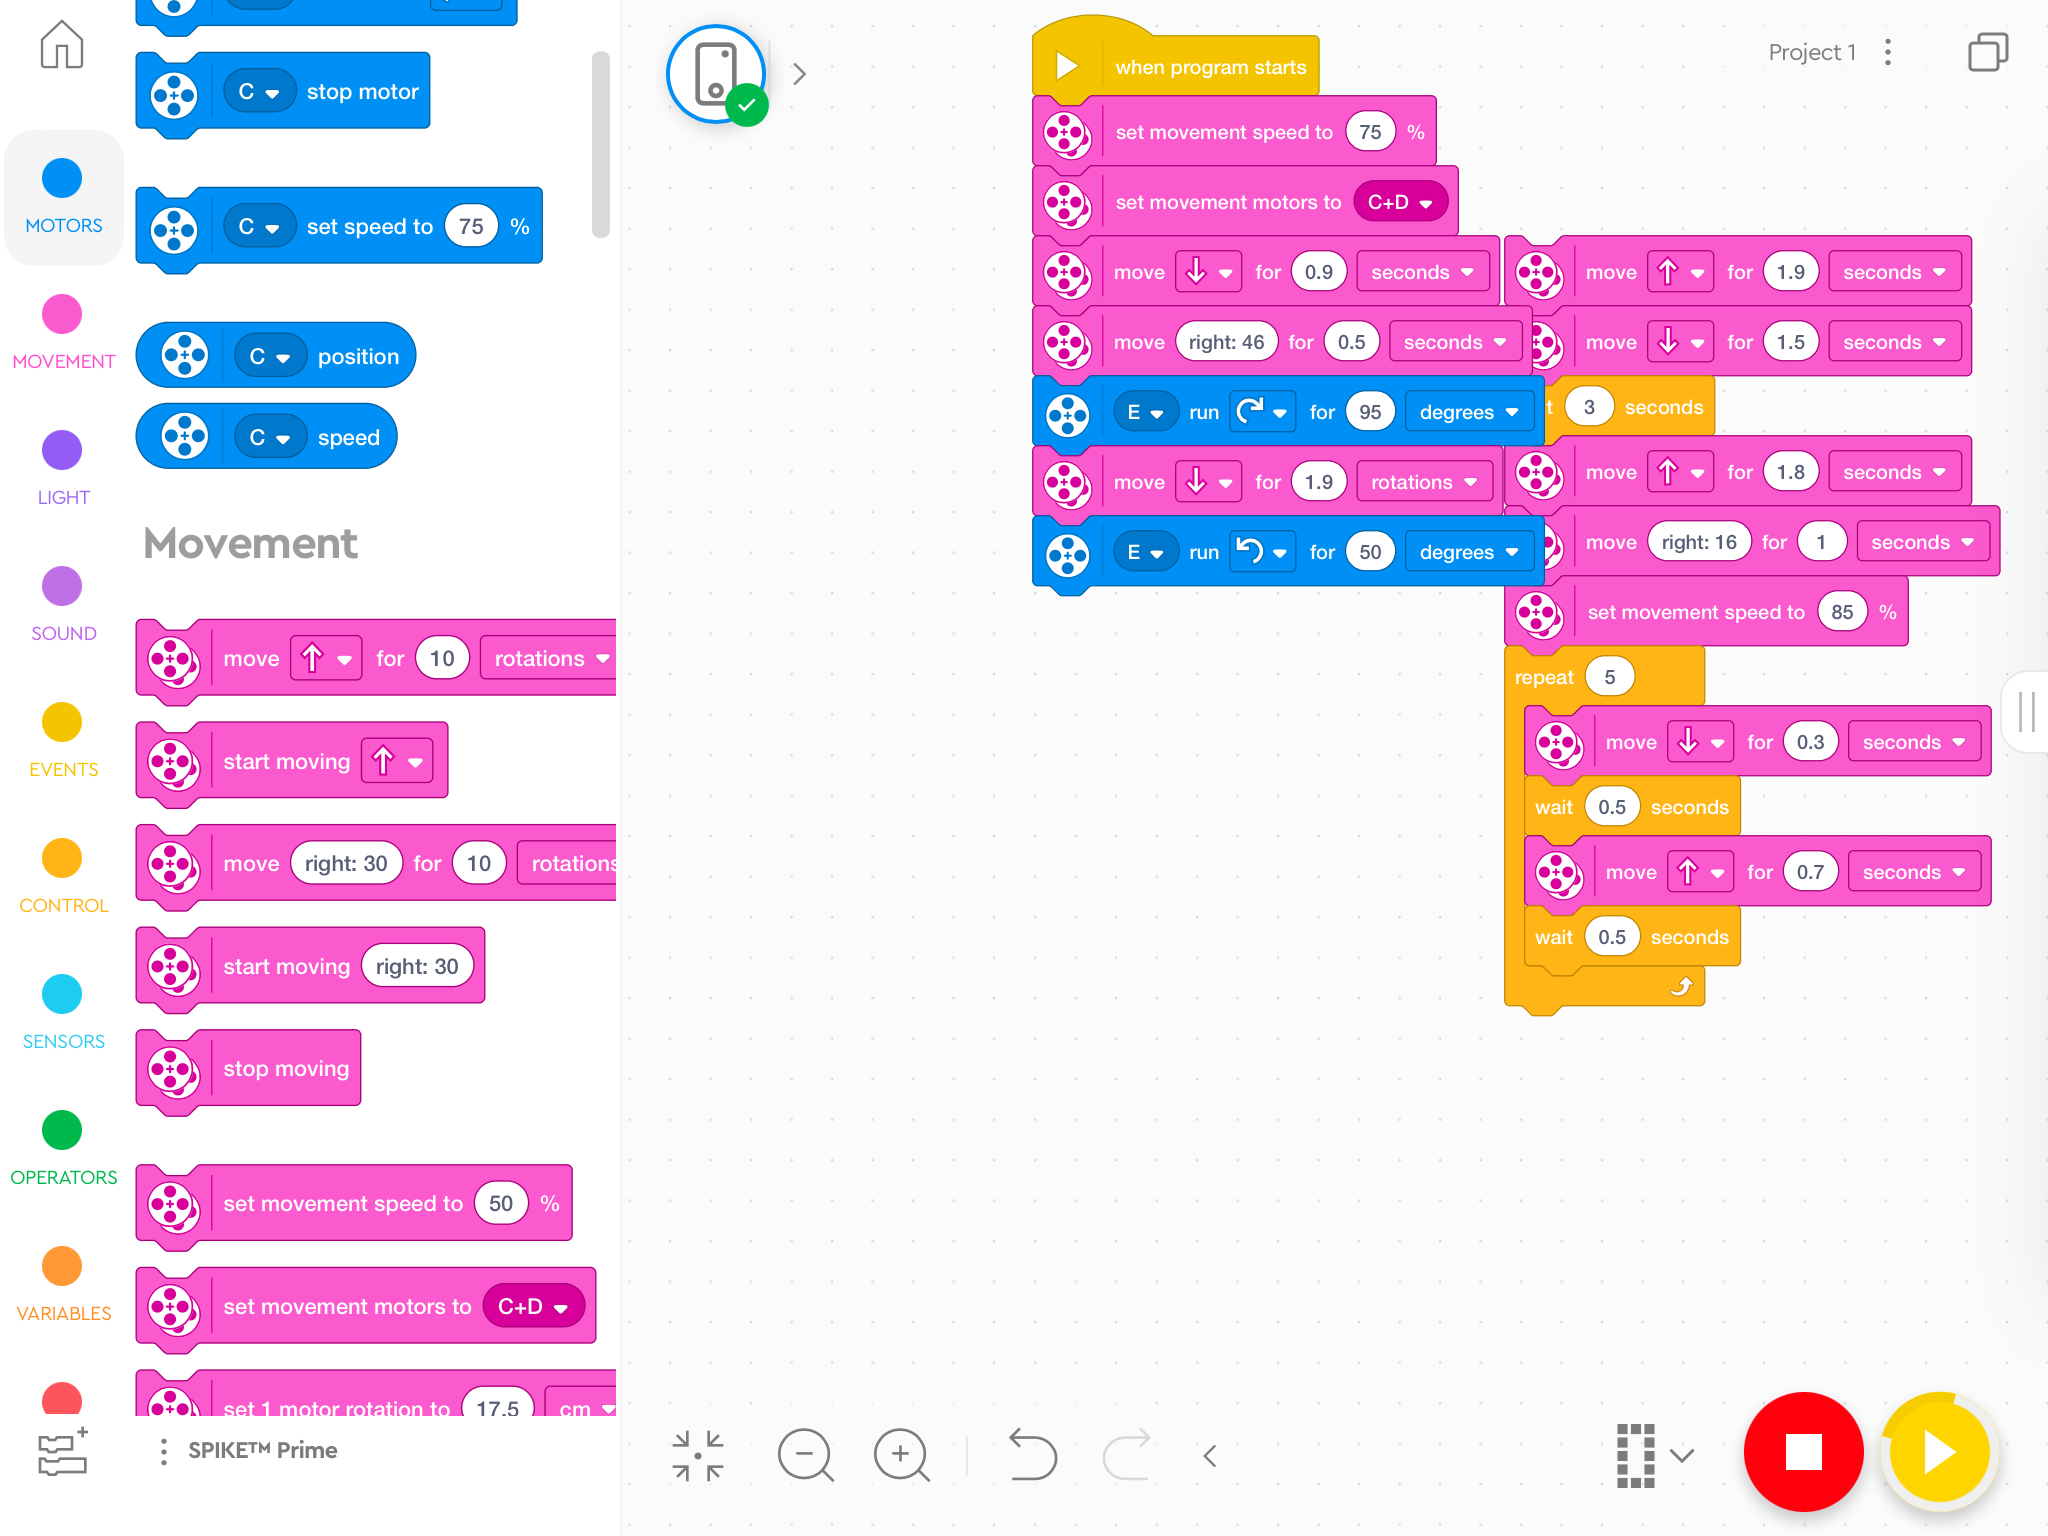 MOTORS
MOVEMENT
LIGHT
SOUND
EVENTS
CONTROL
SENSORS
OPERATORS
VARIABLES
C stop motor
C set speed to 75 %
C position
C speed
Movement
move for 10 rotations
start moving
move right: 30 for 10 rotations
start moving right: 30
stop moving
set movement speed to 50 %
set movement motors to C+D
set 1 motor rotation to 17.5 cm
SPIKE™ Prime
Project 1
when program starts
set movement speed to 75 %
set movement motors to C+D
move for 0.9 seconds
move right: 46 for 0.5 seconds
E run for 95 degrees
move for 1.9 rotations
E run for 50 degrees
move for 1.9 seconds
move for 1.5 seconds
t 3 seconds
move for 1.8 seconds
move right: 16 for 1 seconds
set movement speed to 85 %
repeat 5
move for 0.3 seconds
wait 0.5 seconds
move for 0.7 seconds
wait 0.5 seconds